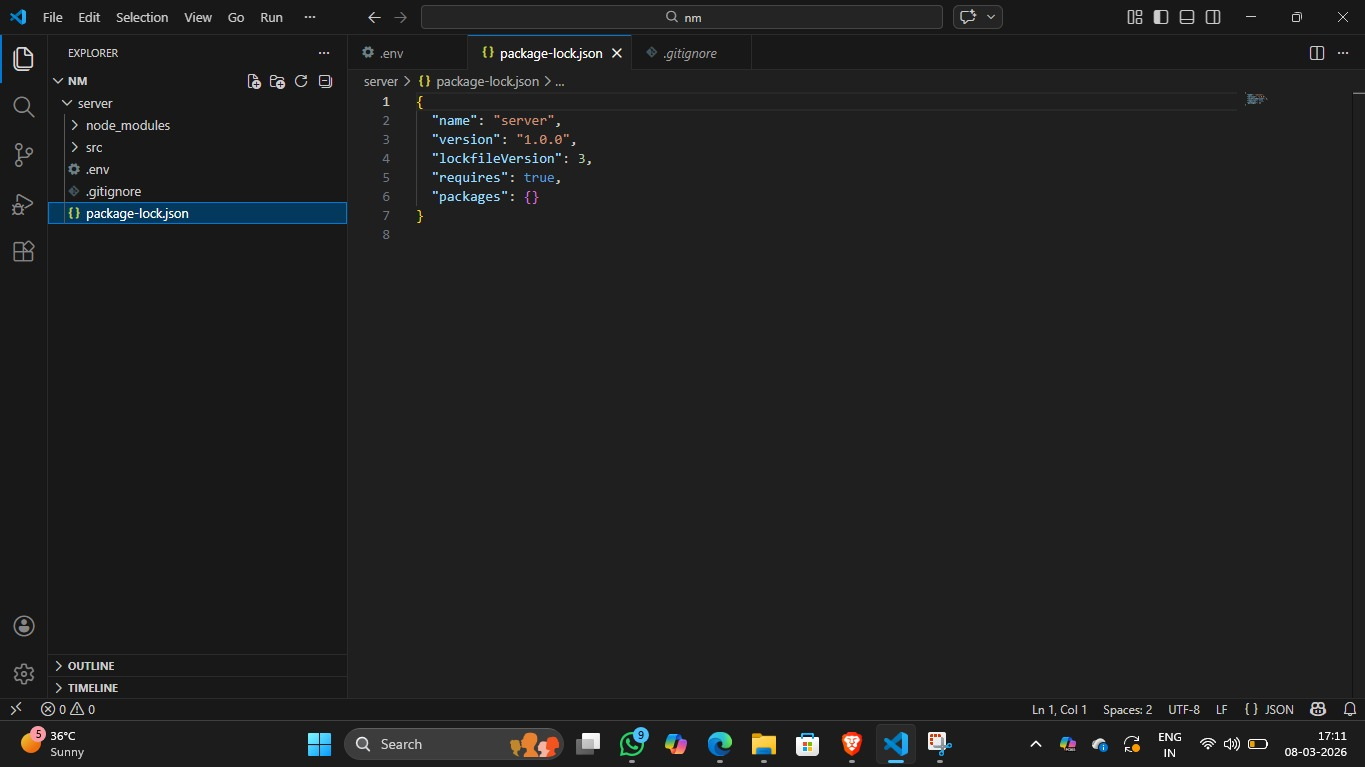 File Edit Selection View Go Run ···
nm
EXPLORER ···
NM
server
node_modules
src
.env
.gitignore
{} package-lock.json
OUTLINE
TIMELINE
.env
{} package-lock.json
.gitignore
···
server > {} package-lock.json > ...
1 {
2 "name": "server",
3 "version": "1.0.0",
4 "lockfileVersion": 3,
5 "requires": true,
6 "packages": {}
7 }
8
0 0
Ln 1, Col 1 Spaces: 2 UTF-8 LF {} JSON
5
36°C
Sunny
Search
9
ENG
IN
17:11
08-03-2026